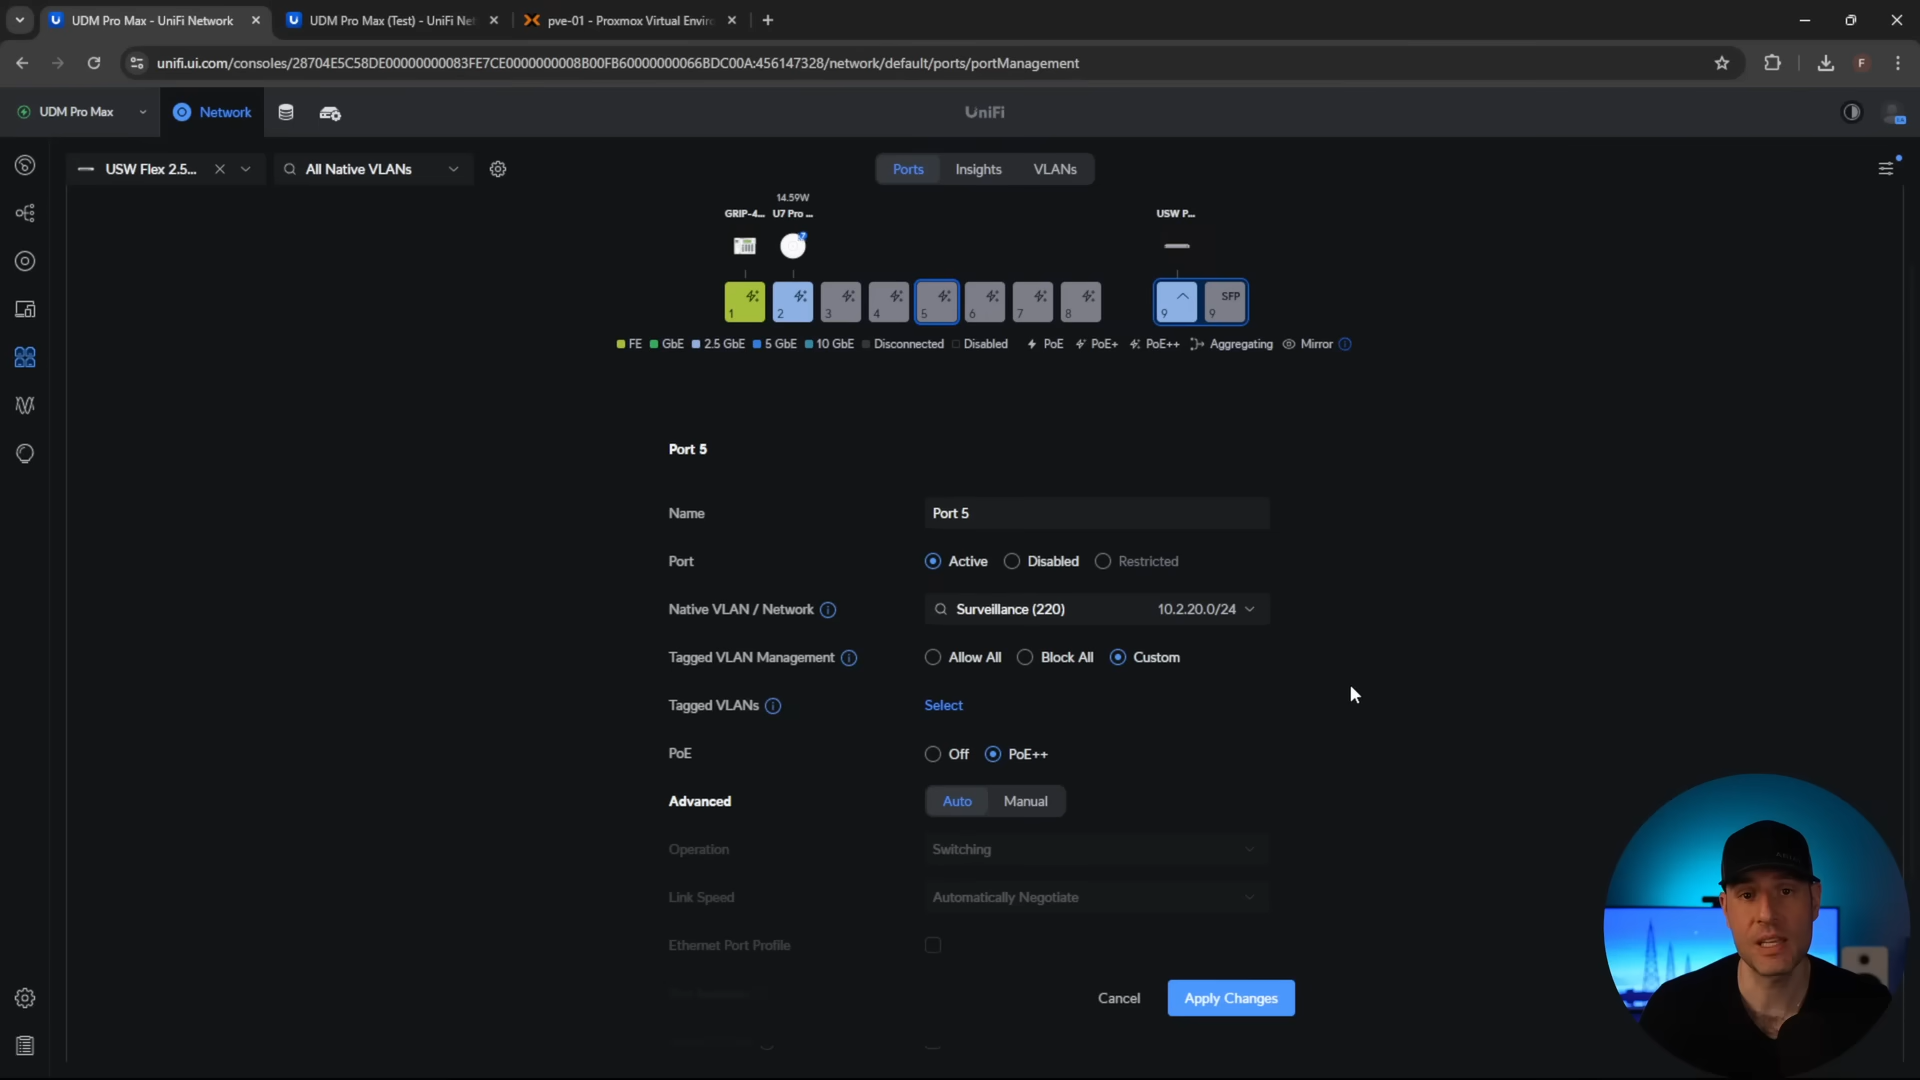 UDM Pro Max - UniFi Network
UDM Pro Max (Test) - UniFi Ne
pve-01 - Proxmox Virtual Enviro
unifi.ui.com/consoles/28704E5C58DE00000000083FE7CE0000000008B00FB60000000066BDC00A:456147328/network/default/ports/portManagement
F
UDM Pro Max
Network
UniFi
USW Flex 2.5...
All Native VLANs
Ports
Insights
VLANs
14.59W
GRIP-4...
U7 Pro ...
USW P...
7
SFP
1
2
3
4
5
6
7
8
9
9
FE
GbE
2.5 GbE
5 GbE
10 GbE
Disconnected
Disabled
PoE
PoE+
PoE++
Aggregating
Mirror
Port 5
Name
Port 5
Port
Active
Disabled
Restricted
Native VLAN / Network
Surveillance (220)
10.2.20.0/24
Tagged VLAN Management
Allow All
Block All
Custom
Tagged VLANs
Select
PoE
Off
PoE++
Advanced
Auto
Manual
Operation
Switching
Link Speed
Automatically Negotiate
Ethernet Port Profile
Cancel
Apply Changes